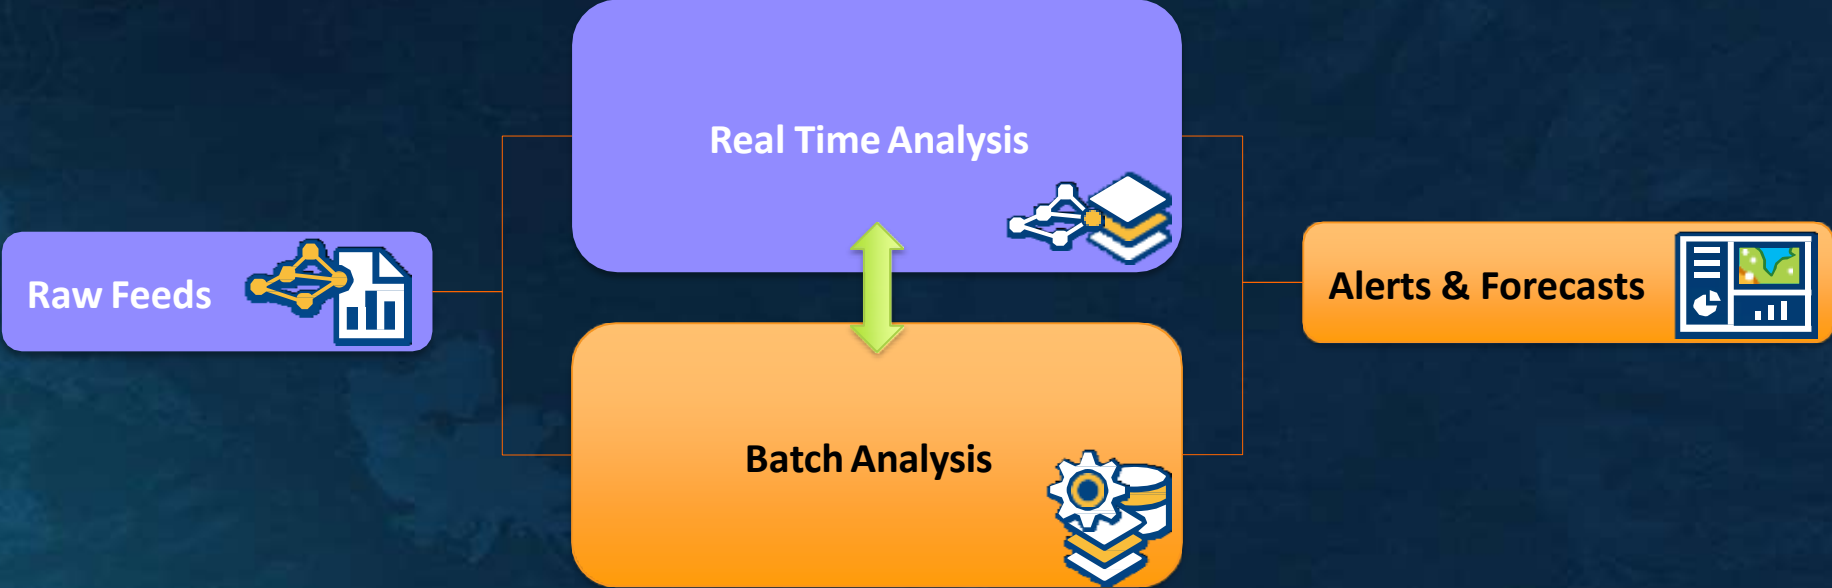 Real Time Analysis
Raw Feeds
Alerts & Forecasts
Batch Analysis